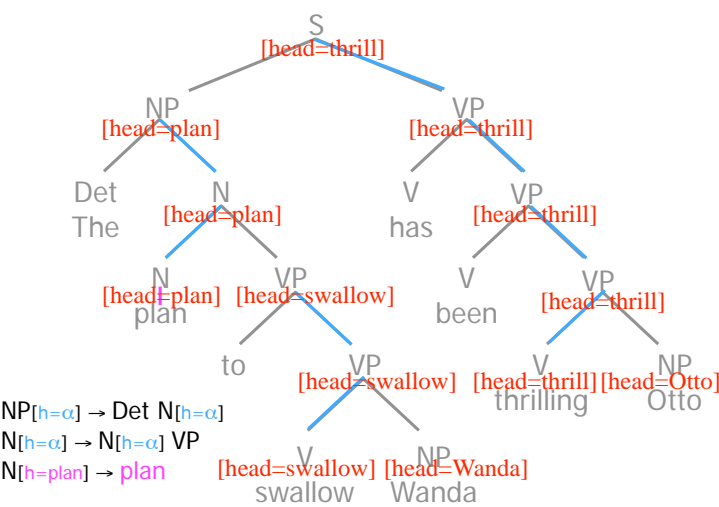 S
[head=thrill]
NP VP
[head=plan] [head=thrill]
Det N V VP
The [head=plan] has [head=thrill]
N VP V VP
[head=plan] [head=swallow] [head=thrill]
plan been
to VP V NP
[head=swallow] [head=thrill] [head=Otto]
thrilling Otto
NP[h=α] → Det N[h=α]
N[h=α] → N[h=α] VP
V NP
N[h=plan] → plan [head=swallow] [head=Wanda]
swallow Wanda